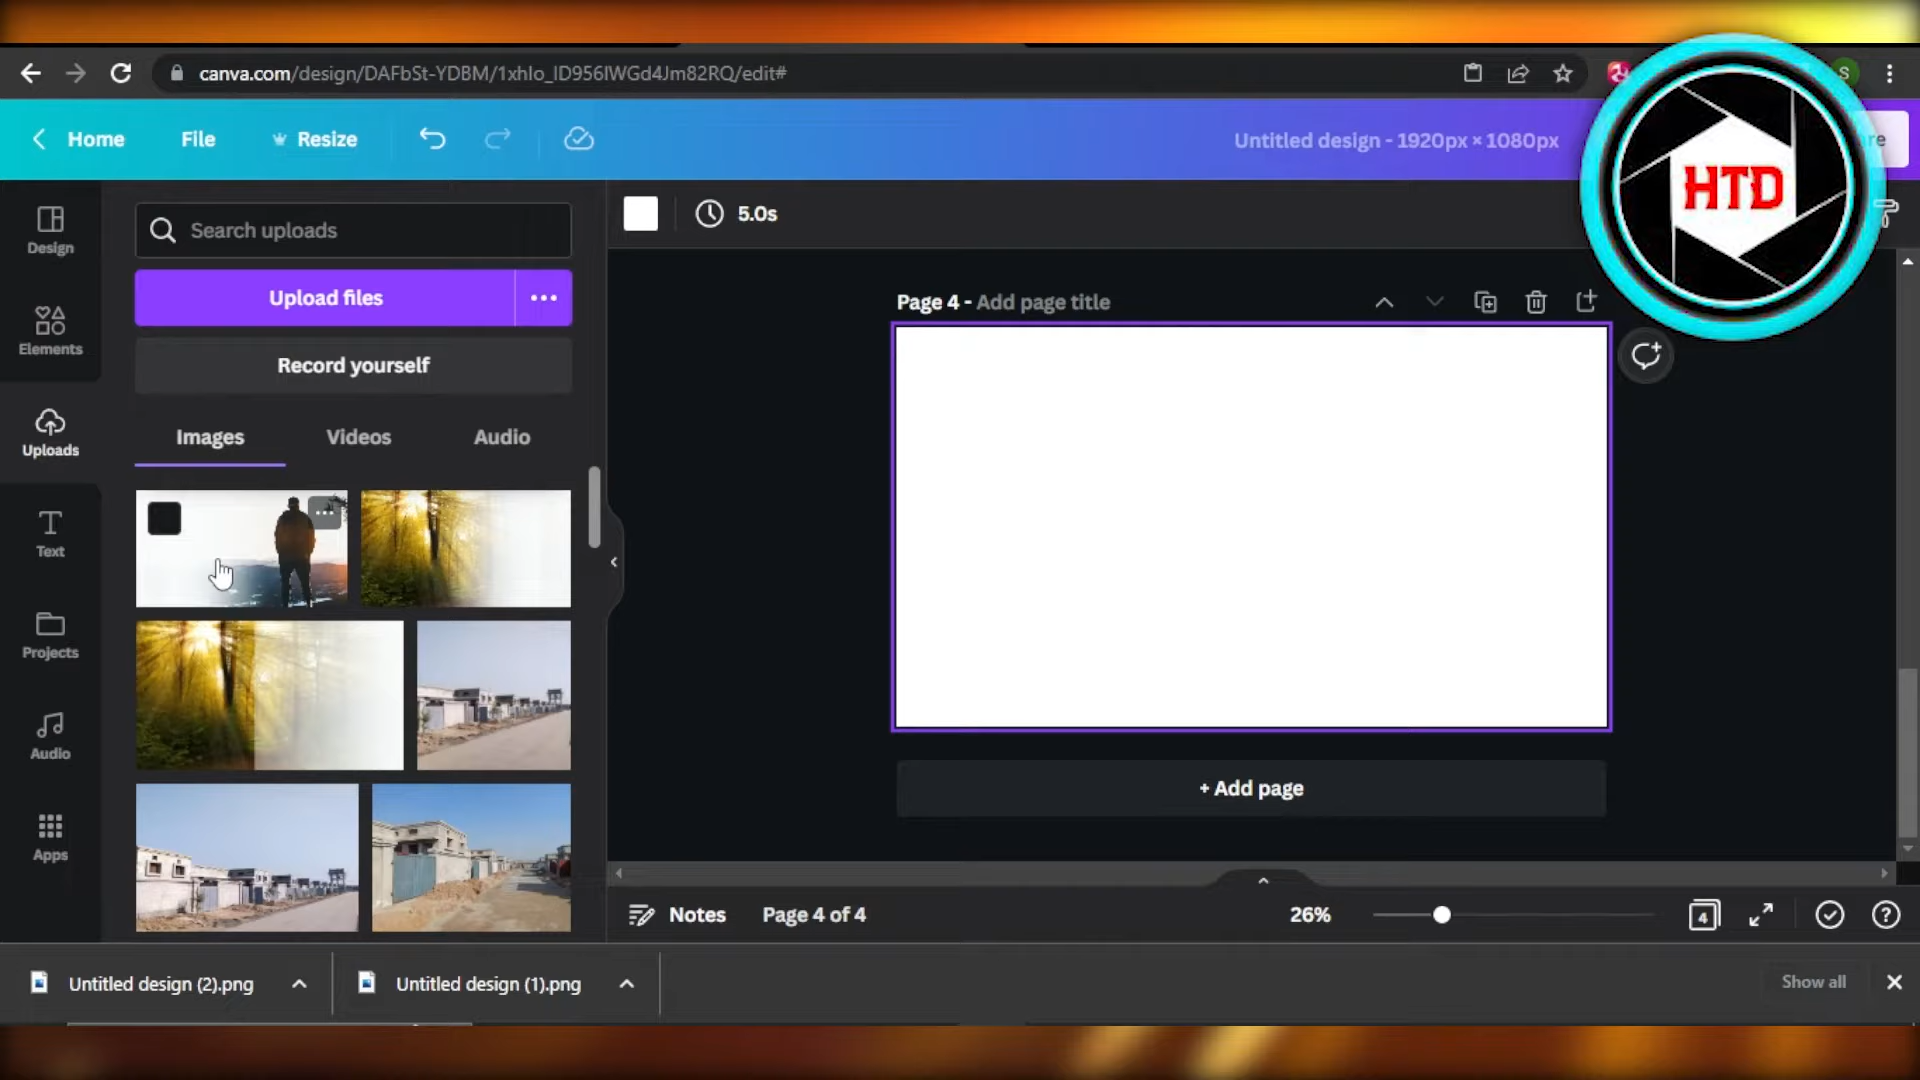 canva.com/design/DAFbSt-YDBM/1xhlo_ID956IWGd4Jm82RQ/edit#
S
Home
File
Resize
Untitled design - 1920px × 1080px
HTD
Design
Elements
Uploads
Text
Projects
Audio
Apps
Search uploads
Upload files
Record yourself
Images
Videos
Audio
5.0s
Page 4 - Add page title
+ Add page
Notes
Page 4 of 4
26%
4
Untitled design (2).png
Untitled design (1).png
Show all